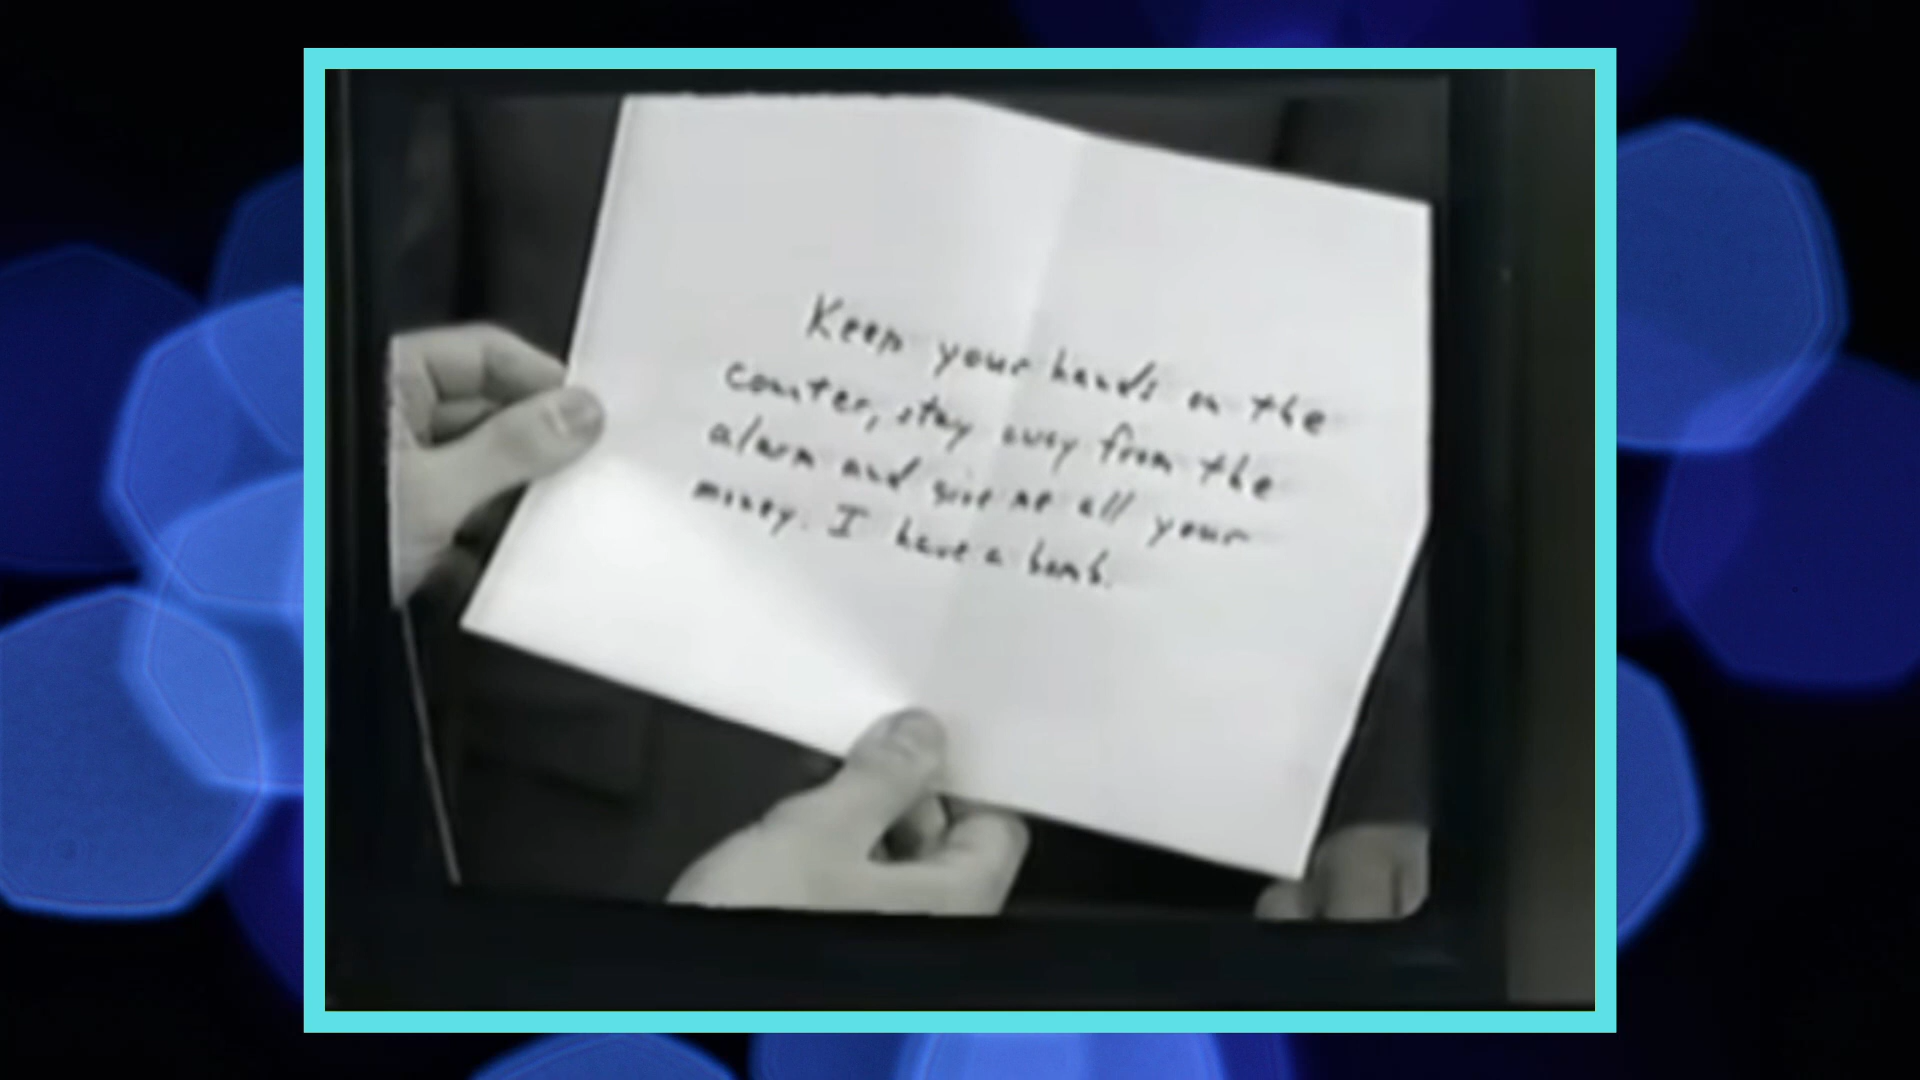 Keep your hands on the
counter, stay away from the
alarm and give me all your
money. I have a bomb.